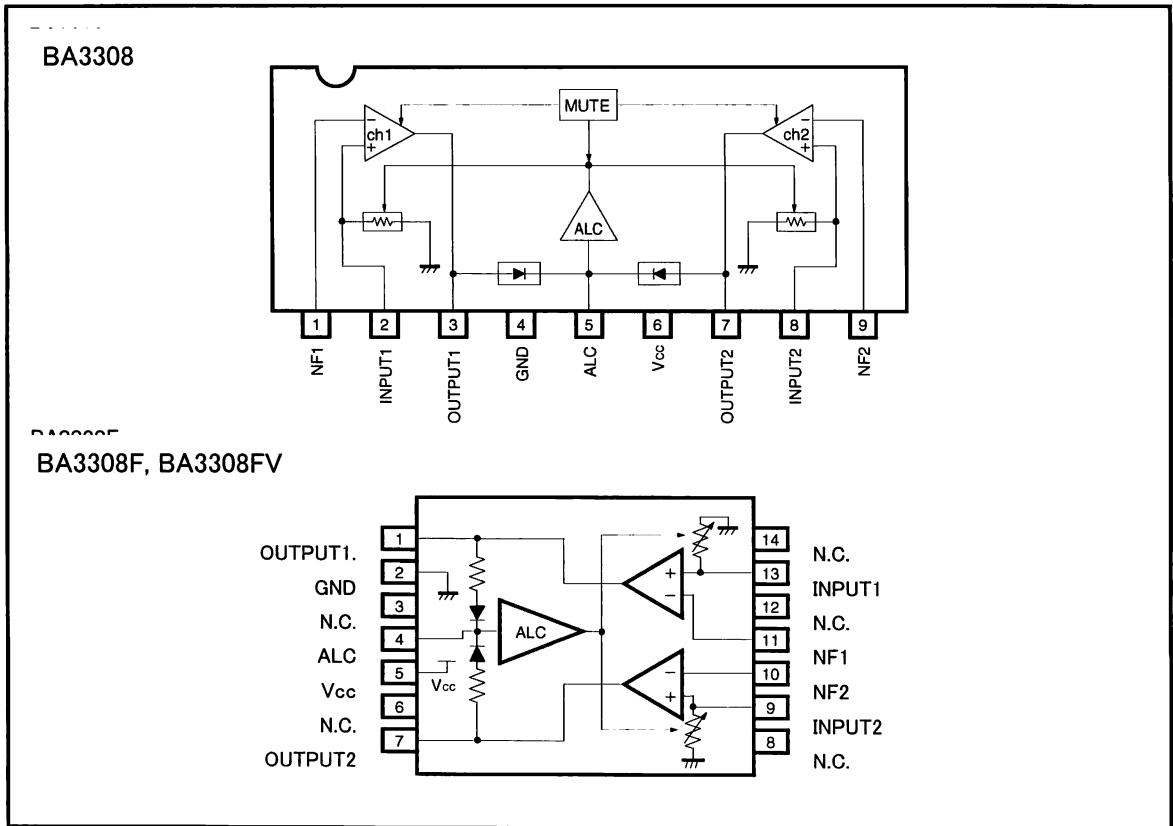 BA3308
MUTE
ch1
ch2
−
+
−
+
ALC
1 2 3 4 5 6 7 8 9
NF1
INPUT1
OUTPUT1
GND
ALC
Vcc
OUTPUT2
INPUT2
NF2
BA3308F, BA3308FV
1
OUTPUT1.
2
GND
3
N.C.
4
ALC
5
Vcc
6
N.C.
7
OUTPUT2
ALC
Vcc
+
−
−
+
14
N.C.
13
INPUT1
12
N.C.
11
NF1
10
NF2
9
INPUT2
8
N.C.